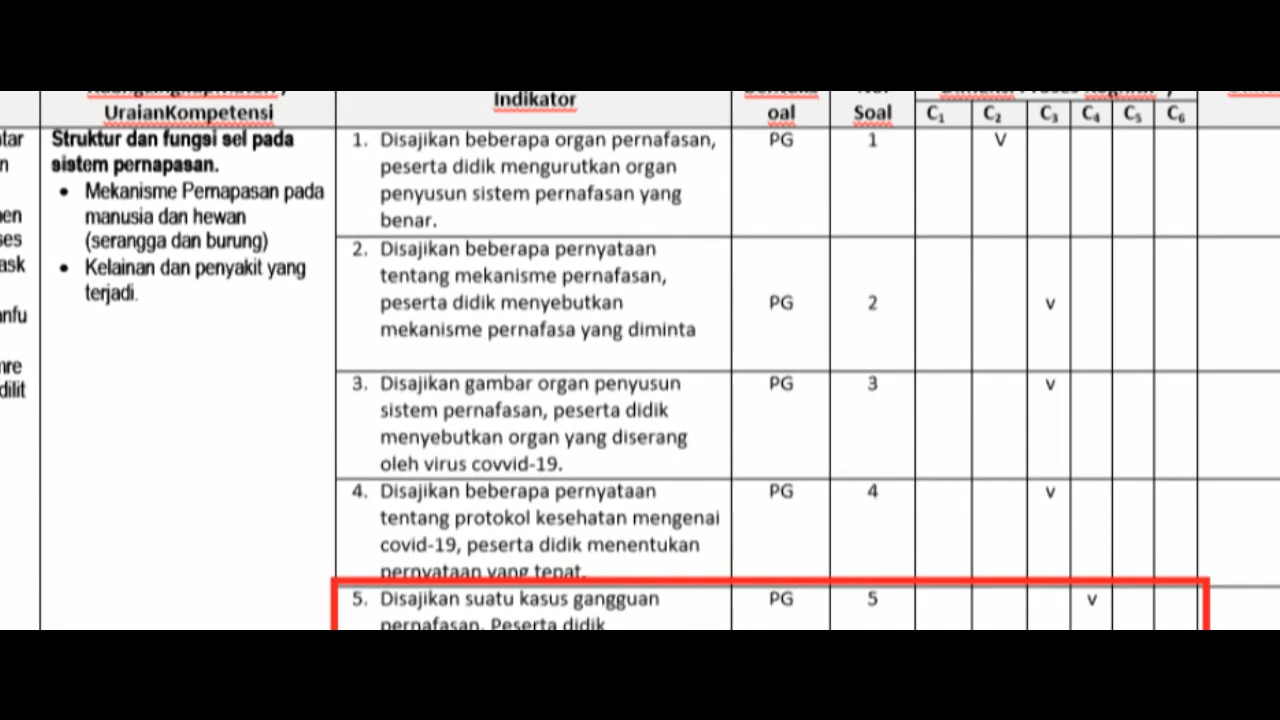 Indikator
UraianKompetensi
oal
Soal
C₁ C₂ C₃ C₄ C₅ C₆
Struktur dan fungsi sel pada
sistem pernapasan.
• Mekanisme Pernapasan pada
manusia dan hewan
(serangga dan burung)
• Kelainan dan penyakit yang
terjadi.
1. Disajikan beberapa organ pernafasan,
peserta didik mengurutkan organ
penyusun sistem pernafasan yang
benar.
PG 1 V
2. Disajikan beberapa pernyataan
tentang mekanisme pernafasan,
peserta didik menyebutkan
mekanisme pernafasa yang diminta
PG 2 v
3. Disajikan gambar organ penyusun
sistem pernafasan, peserta didik
menyebutkan organ yang diserang
oleh virus covvid-19.
PG 3 v
4. Disajikan beberapa pernyataan
tentang protokol kesehatan mengenai
covid-19, peserta didik menentukan
pernyataan yang tepat.
PG 4 v
5. Disajikan suatu kasus gangguan
pernafasan. Peserta didik
PG 5 v